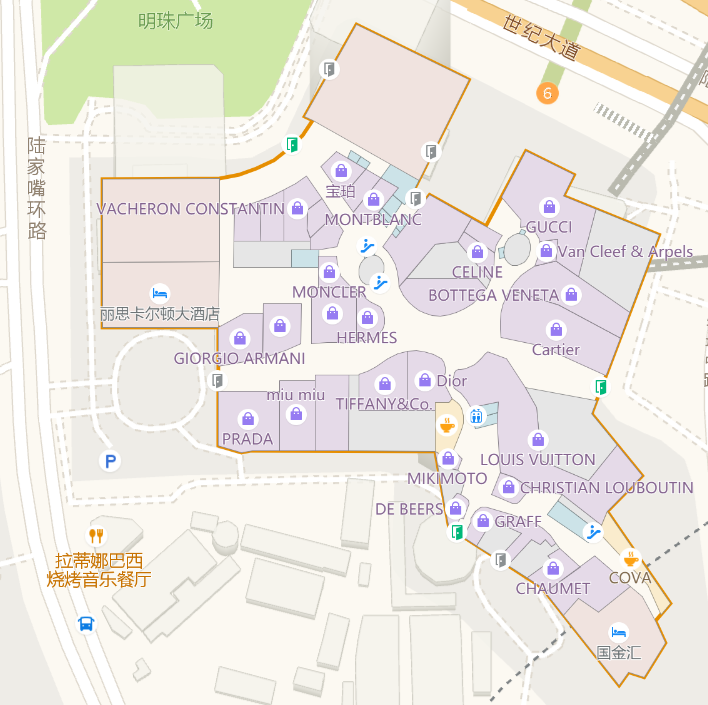 明珠广场
世纪大道
6
陆家嘴环路
宝珀
VACHERON CONSTANTIN
MONTBLANC
GUCCI
Van Cleef & Arpels
CELINE
MONCLER
BOTTEGA VENETA
丽思卡尔顿大酒店
HERMES
Cartier
GIORGIO ARMANI
Dior
miu miu
TIFFANY&Co.
PRADA
P
LOUIS VUITTON
MIKIMOTO
CHRISTIAN LOUBOUTIN
DE BEERS
GRAFF
拉蒂娜巴西
烧烤音乐餐厅
COVA
CHAUMET
国金汇